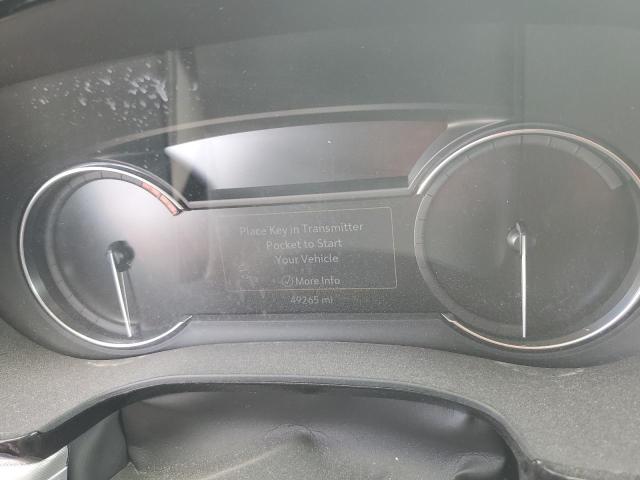 Place Key in Transmitter
Pocket to Start
Your Vehicle
More Info
49265 mi